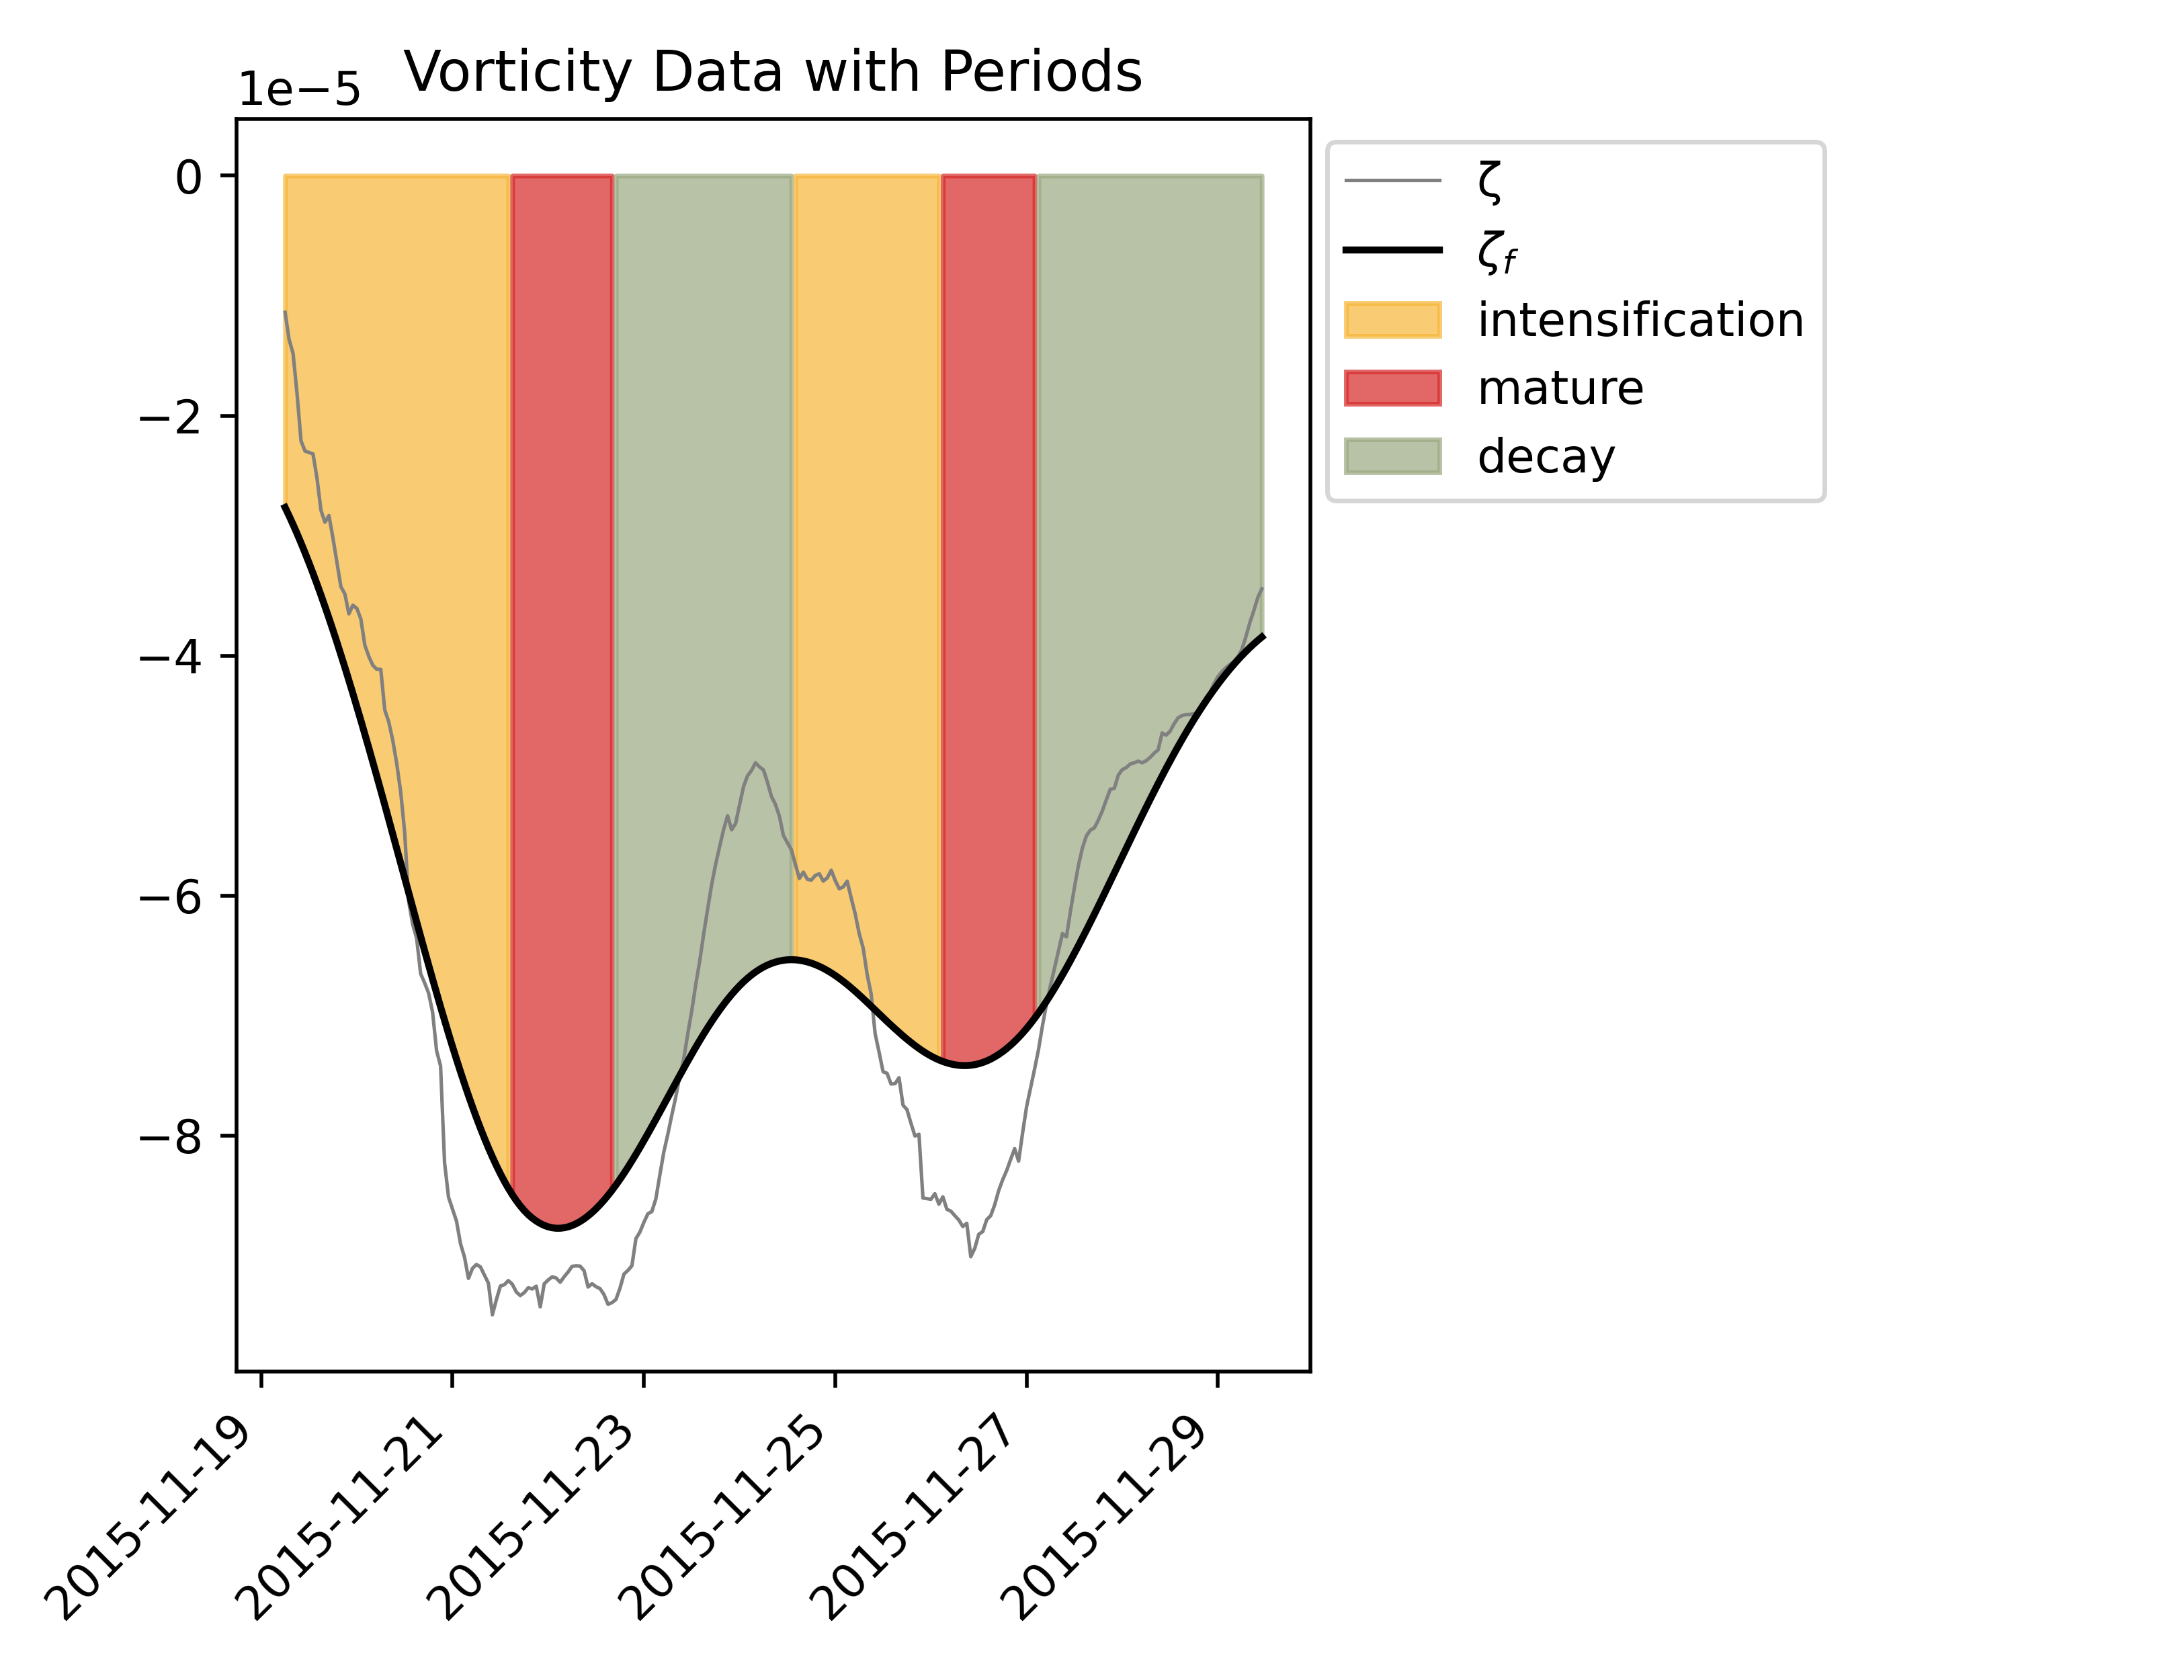 Vorticity Data with Periods
1e−5
0
−2
−4
−6
−8
2015-11-19
2015-11-21
2015-11-23
2015-11-25
2015-11-27
2015-11-29
ζ
ζf
intensification
mature
decay